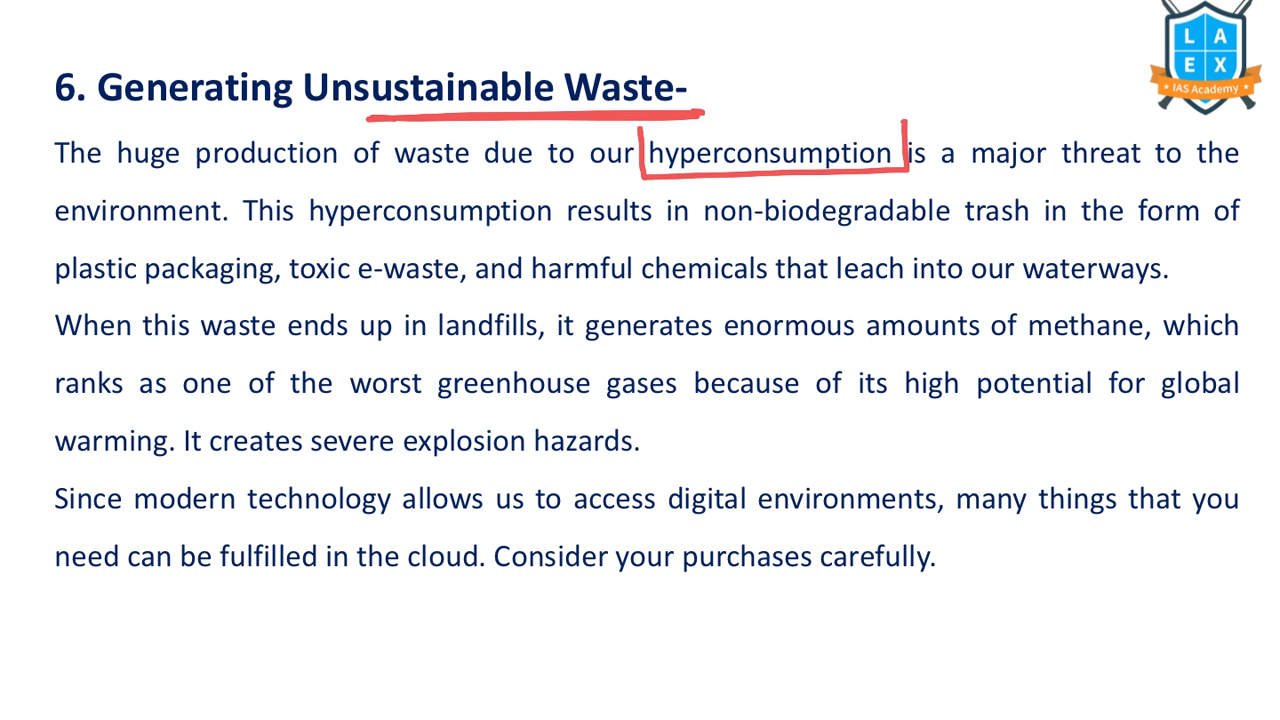 L A
E X
IAS Academy
6. Generating Unsustainable Waste-
The huge production of waste due to our hyperconsumption is a major threat to the
environment. This hyperconsumption results in non-biodegradable trash in the form of
plastic packaging, toxic e-waste, and harmful chemicals that leach into our waterways.
When this waste ends up in landfills, it generates enormous amounts of methane, which
ranks as one of the worst greenhouse gases because of its high potential for global
warming. It creates severe explosion hazards.
Since modern technology allows us to access digital environments, many things that you
need can be fulfilled in the cloud. Consider your purchases carefully.